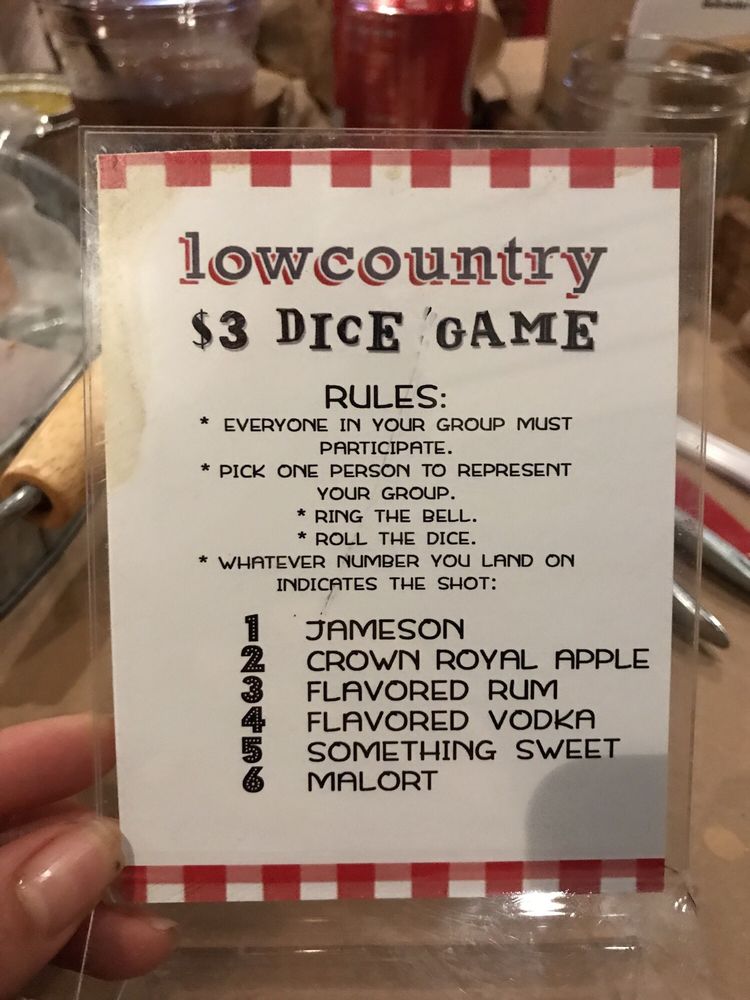 lowcountry
$3 DICE GAME
RULES:
* EVERYONE IN YOUR GROUP MUST
PARTICIPATE.
* PICK ONE PERSON TO REPRESENT
YOUR GROUP.
* RING THE BELL.
* ROLL THE DICE.
* WHATEVER NUMBER YOU LAND ON
INDICATES THE SHOT:
1 JAMESON
2 CROWN ROYAL APPLE
3 FLAVORED RUM
4 FLAVORED VODKA
5 SOMETHING SWEET
6 MALORT